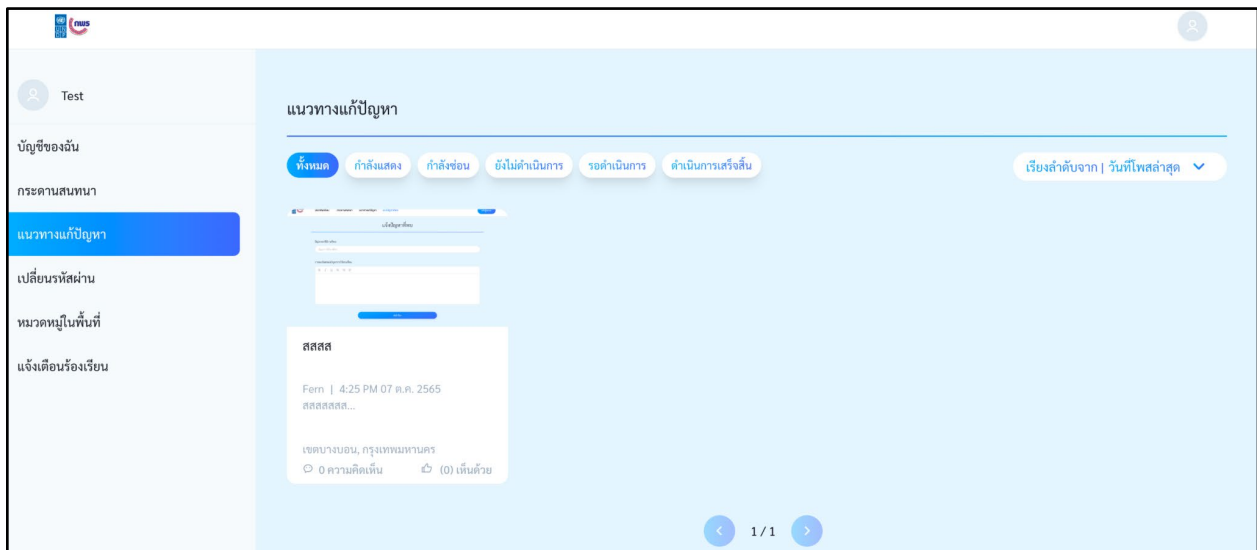 กพส
Test
บัญชีของฉัน
กระดานสนทนา
แนวทางแก้ปัญหา
เปลี่ยนรหัสผ่าน
หมวดหมู่ในพื้นที่
แจ้งเตือนร้องเรียน
แนวทางแก้ปัญหา
ทั้งหมด กำลังแสดง กำลังซ่อน ยังไม่ดำเนินการ รอดำเนินการ ดำเนินการเสร็จสิ้น
เรียงลำดับจาก | วันที่โพสล่าสุด
สสสส
Fern | 4:25 PM 07 ต.ค. 2565
สสสสสสส...
เขตบางบอน, กรุงเทพมหานคร
0 ความคิดเห็น (0) เห็นด้วย
1 / 1